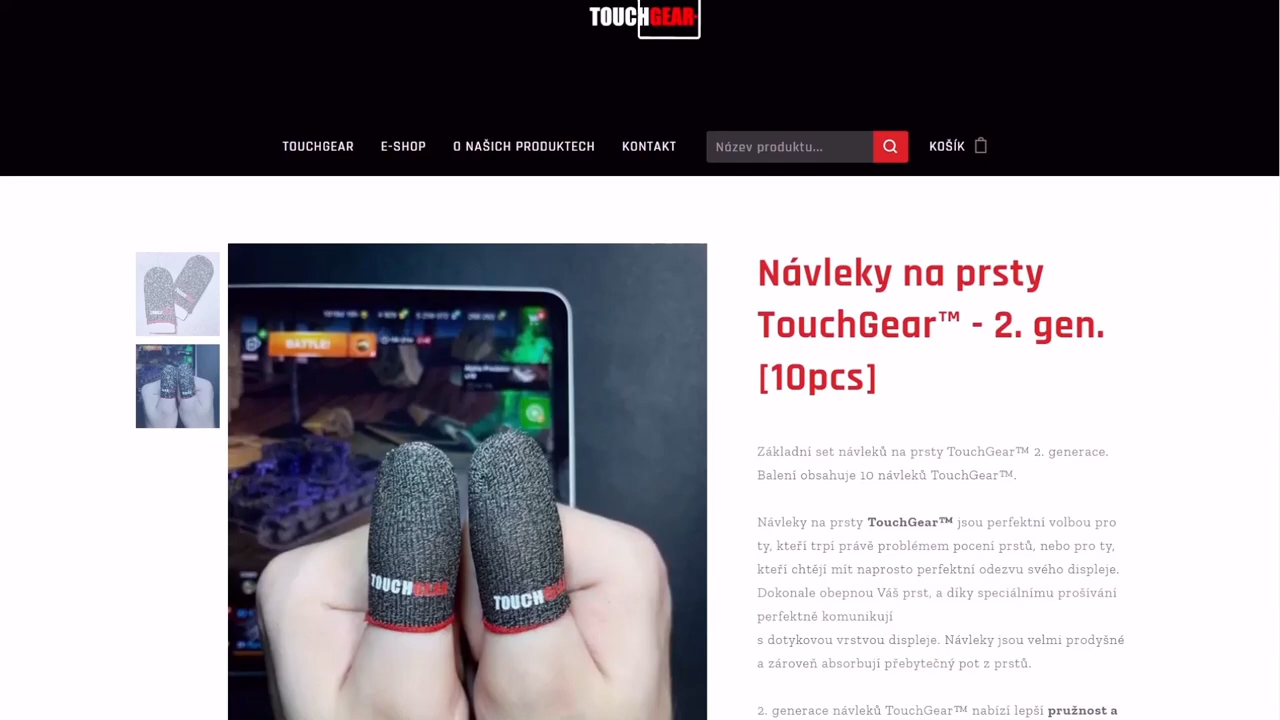 TOUCHGEAR
TOUCHGEAR
E-SHOP
O NAŠICH PRODUKTECH
KONTAKT
Název produktu...
KOŠÍK
BATTLE!
TOUCHGEAR
TOUCHGEAR
Návleky na prsty
TouchGear™ - 2. gen.
[10pcs]
Základní set návleků na prsty TouchGear™ 2. generace.
Balení obsahuje 10 návleků TouchGear™.
Návleky na prsty TouchGear™ jsou perfektní volbou pro
ty, kteří trpí právě problémem pocení prstů, nebo pro ty,
kteří chtějí mít naprosto perfektní odezvu svého displeje.
Dokonale obepnou Váš prst, a díky speciálnímu prošívání
perfektně komunikují
s dotykovou vrstvou displeje. Návleky jsou velmi prodyšné
a zároveň absorbují přebytečný pot z prstů.
2. generace návleků TouchGear™ nabízí lepší pružnost a